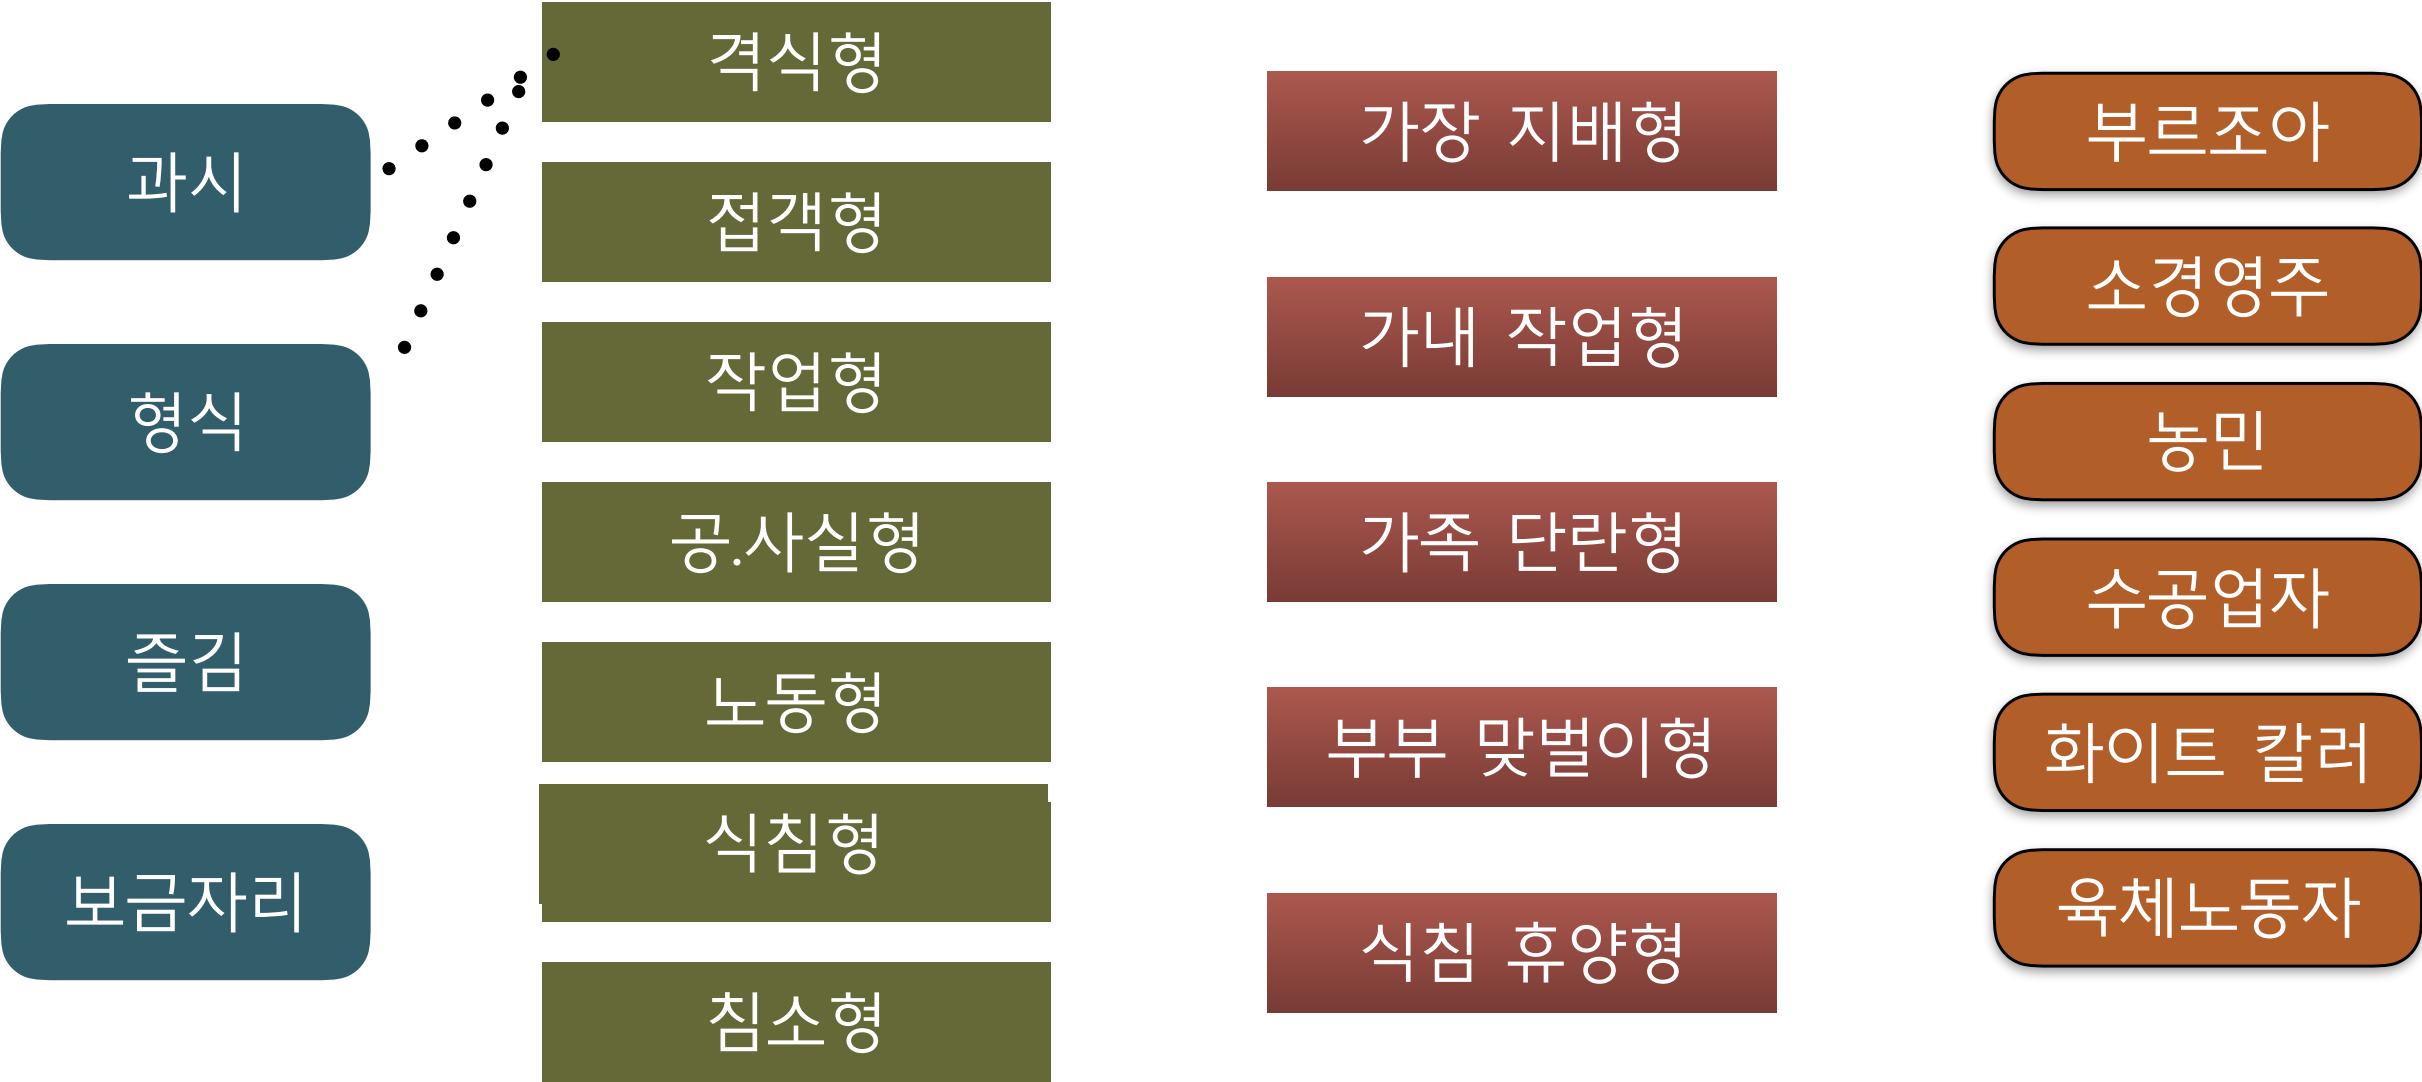 과시
형식
즐김
보금자리
격식형
접객형
작업형
공.사실형
노동형
식침형
침소형
가장 지배형
가내 작업형
가족 단란형
부부 맞벌이형
식침 휴양형
부르조아
소경영주
농민
수공업자
화이트 칼러
육체노동자